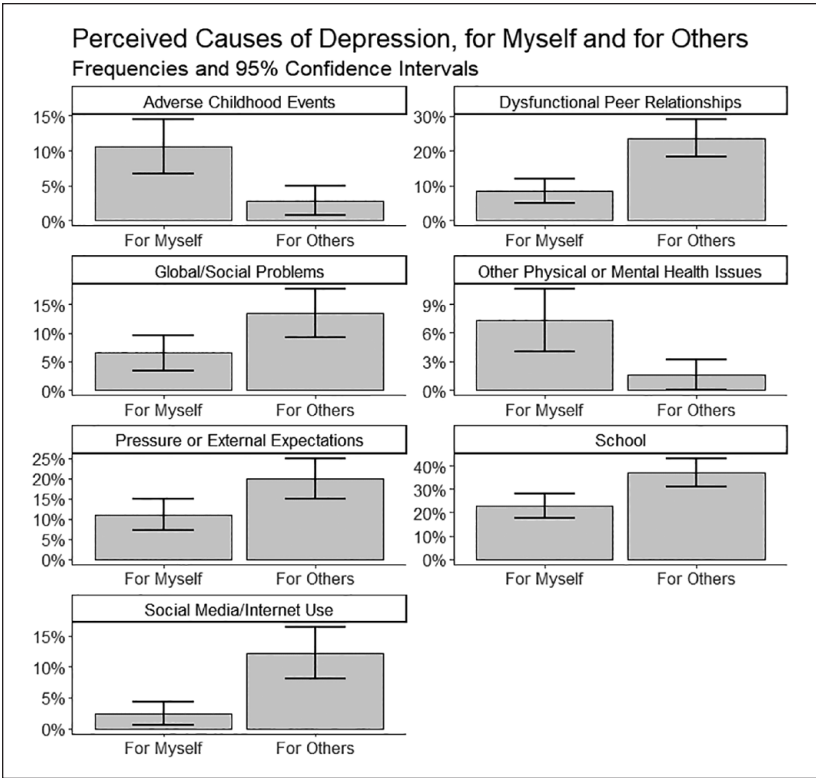 Perceived Causes of Depression, for Myself and for Others
Frequencies and 95% Confidence Intervals
Adverse Childhood Events
15%
10%
5%
0%
For Myself
For Others
Dysfunctional Peer Relationships
30%
20%
10%
0%
For Myself
For Others
Global/Social Problems
15%
10%
5%
0%
For Myself
For Others
Other Physical or Mental Health Issues
9%
6%
3%
0%
For Myself
For Others
Pressure or External Expectations
25%
20%
15%
10%
5%
0%
For Myself
For Others
School
40%
30%
20%
10%
0%
For Myself
For Others
Social Media/Internet Use
15%
10%
5%
0%
For Myself
For Others